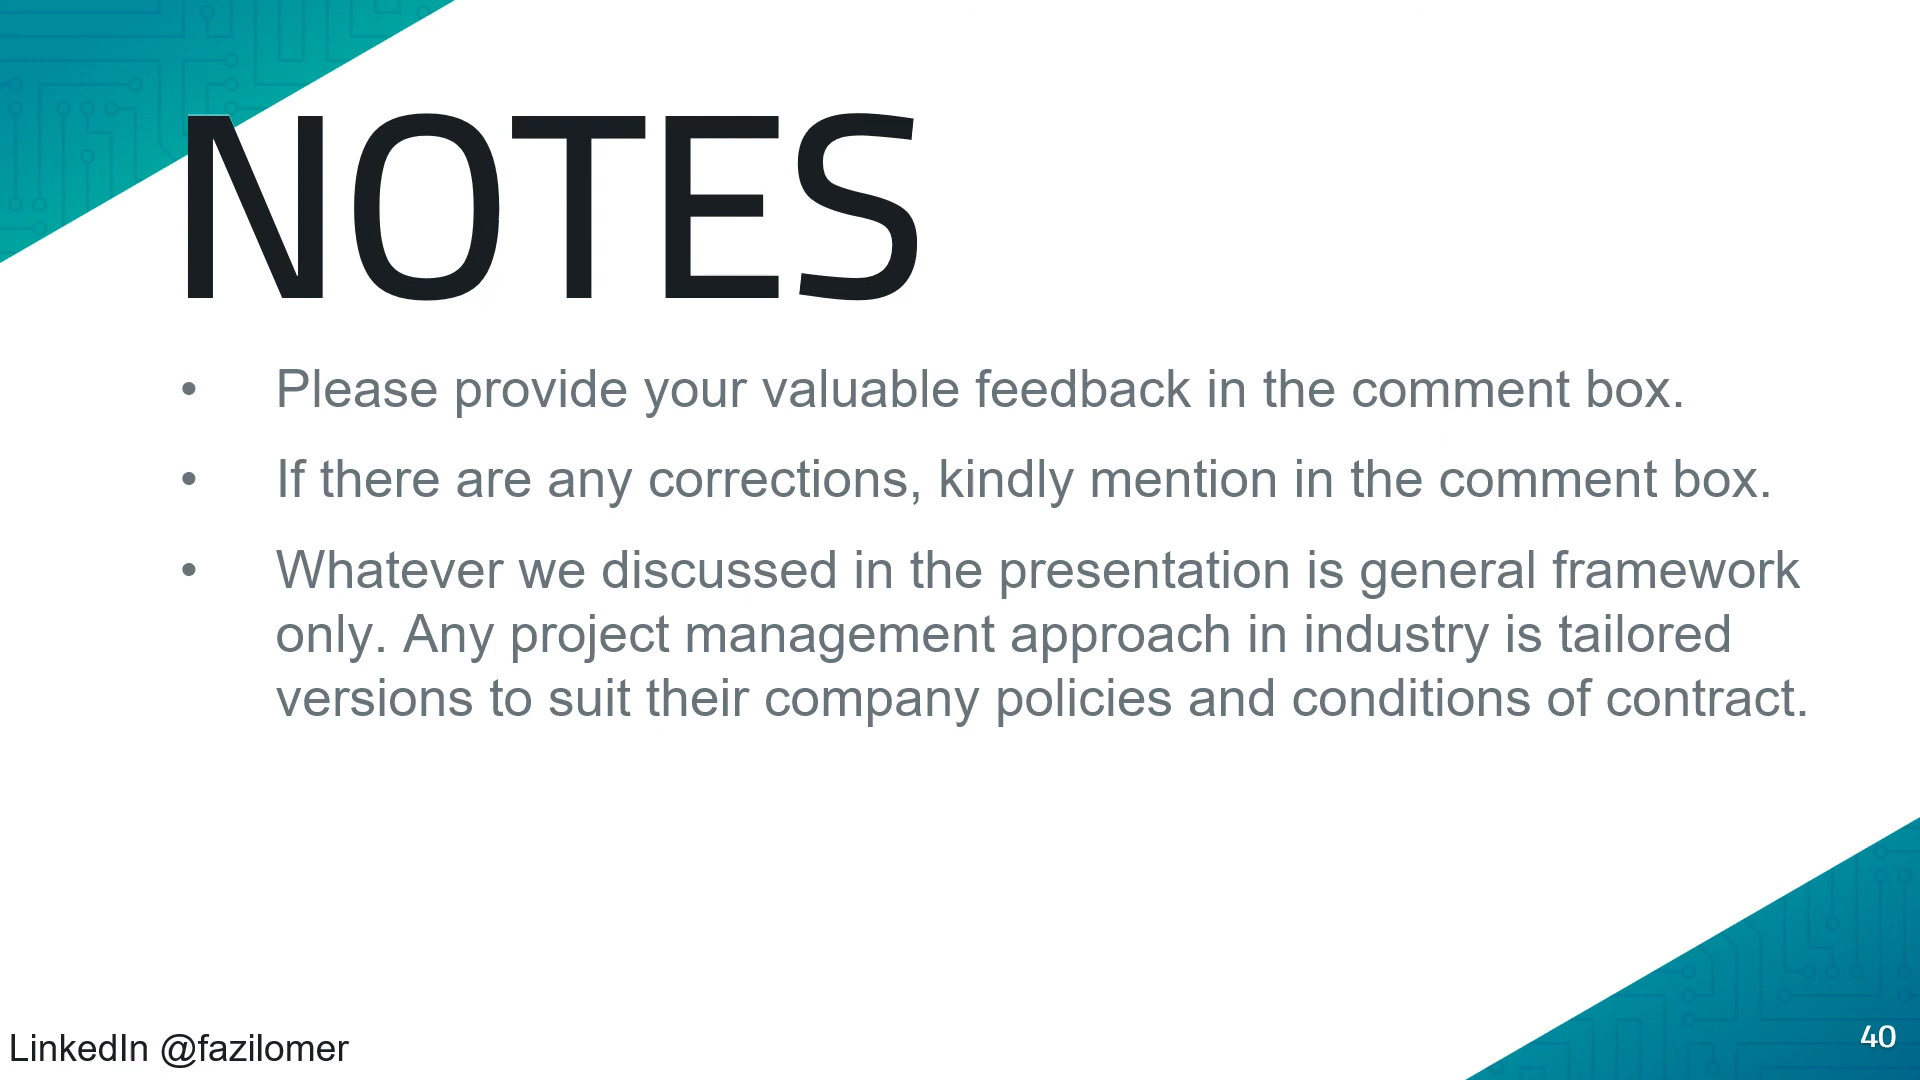 NOTES
• Please provide your valuable feedback in the comment box.
• If there are any corrections, kindly mention in the comment box.
• Whatever we discussed in the presentation is general framework
only. Any project management approach in industry is tailored
versions to suit their company policies and conditions of contract.
LinkedIn @fazilomer
40